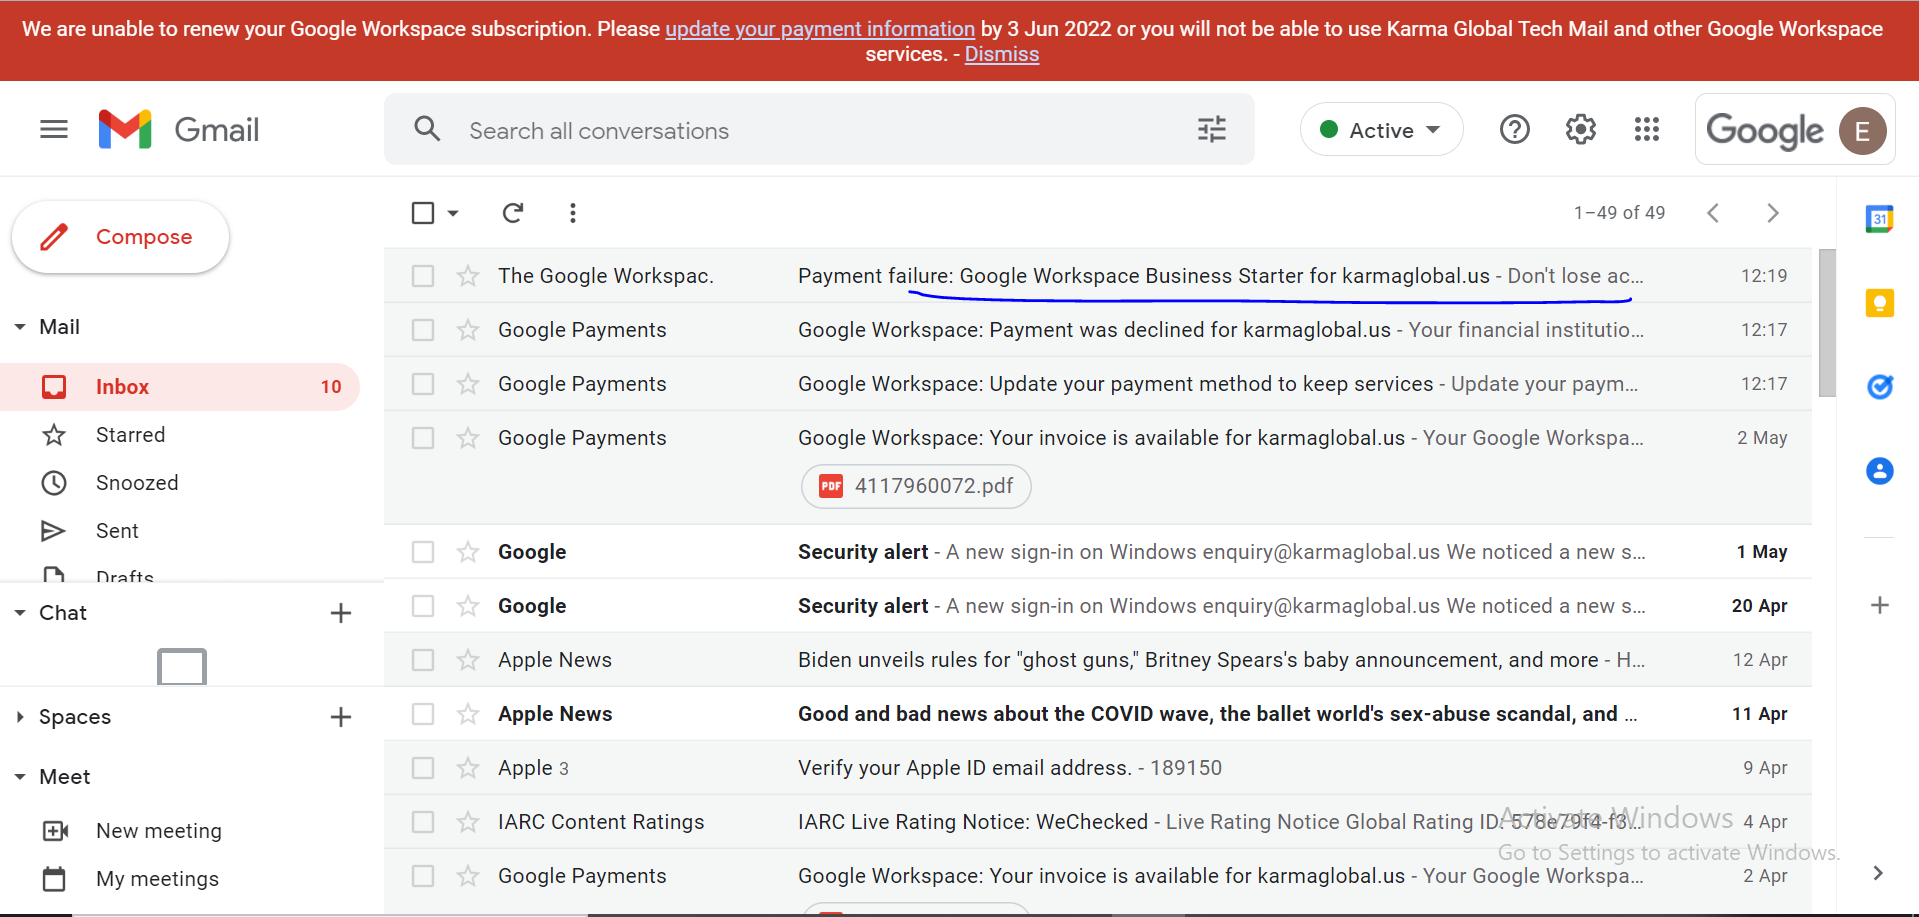 We are unable to renew your Google Workspace subscription. Please update your payment information by 3 Jun 2022 or you will not be able to use Karma Global Tech Mail and other Google Workspace
services. - Dismiss
Gmail
Search all conversations
Active
Google E
Compose
1–49 of 49
31
The Google Workspac. Payment failure: Google Workspace Business Starter for karmaglobal.us - Don't lose ac... 12:19
Mail
Google Payments Google Workspace: Payment was declined for karmaglobal.us - Your financial institutio... 12:17
Inbox 10
Google Payments Google Workspace: Update your payment method to keep services - Update your paym... 12:17
Starred
Google Payments Google Workspace: Your invoice is available for karmaglobal.us - Your Google Workspa... 2 May
Snoozed
PDF 4117960072.pdf
Sent
Google Security alert - A new sign-in on Windows enquiry@karmaglobal.us We noticed a new s... 1 May
Drafts
Chat
Google Security alert - A new sign-in on Windows enquiry@karmaglobal.us We noticed a new s... 20 Apr
Apple News Biden unveils rules for "ghost guns," Britney Spears's baby announcement, and more - H... 12 Apr
Spaces
Apple News Good and bad news about the COVID wave, the ballet world's sex-abuse scandal, and ... 11 Apr
Meet
Apple 3 Verify your Apple ID email address. - 189150 9 Apr
New meeting
IARC Content Ratings IARC Live Rating Notice: WeChecked - Live Rating Notice Global Rating ID: 578e79f4-f3... 4 Apr
Activate Windows
Go to Settings to activate Windows.
My meetings
Google Payments Google Workspace: Your invoice is available for karmaglobal.us - Your Google Workspa... 2 Apr